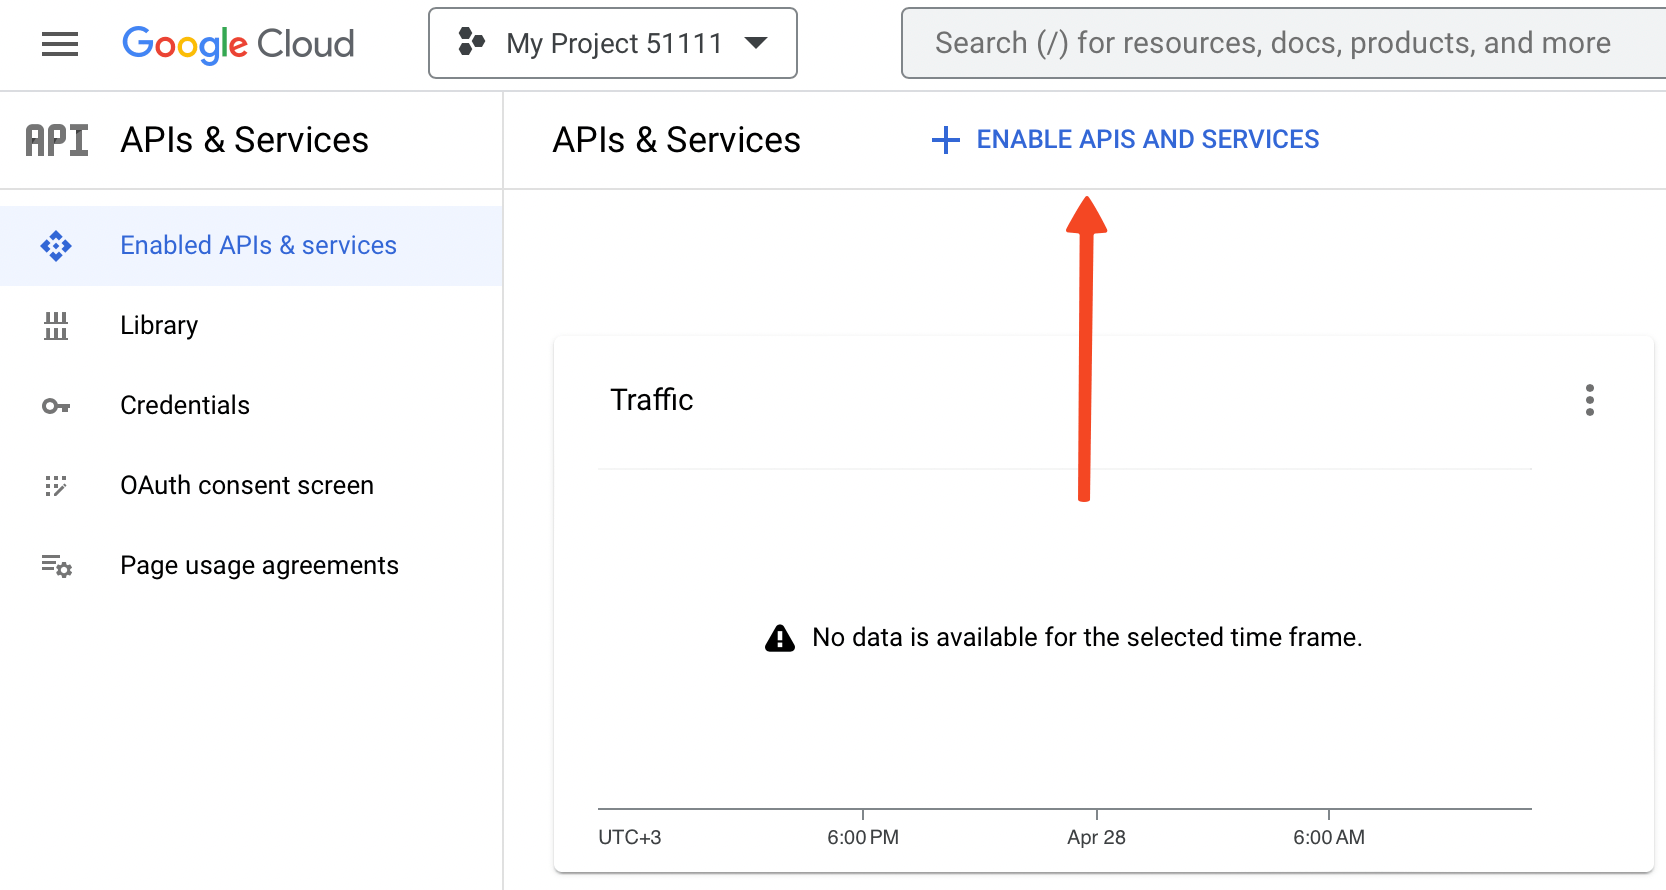 Google Cloud
My Project 51111
Search (/) for resources, docs, products, and more
API
APIs & Services
APIs & Services
ENABLE APIS AND SERVICES
Enabled APIs & services
Library
Credentials
OAuth consent screen
Page usage agreements
Traffic
No data is available for the selected time frame.
UTC+3 6:00 PM Apr 28 6:00 AM